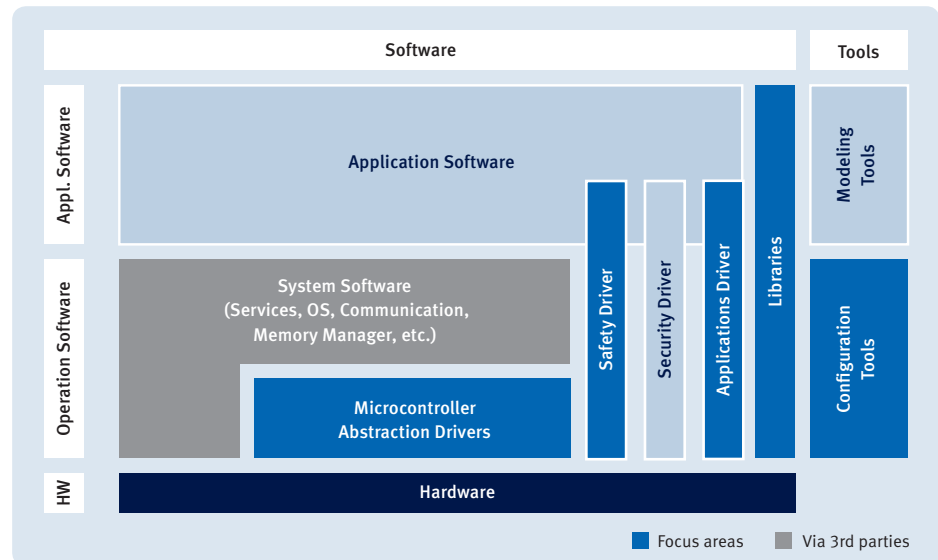 Software
Tools
Appl. Software
Application Software
Modeling
Tools
Operation Software
System Software
(Services, OS, Communication,
Memory Manager, etc.)
Microcontroller
Abstraction Drivers
Safety Driver
Security Driver
Applications Driver
Libraries
Configuration
Tools
HW
Hardware
Focus areas
Via 3rd parties